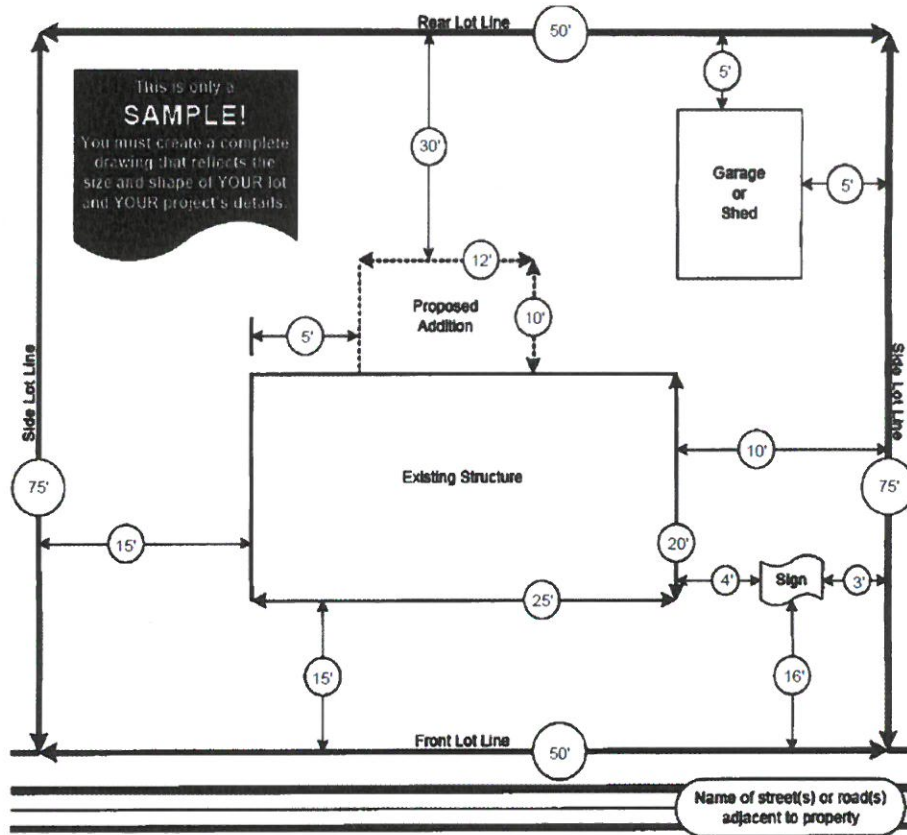 Rear Lot Line
50'
This is only a
SAMPLE!
You must create a complete
drawing that reflects the
size and shape of YOUR lot
and YOUR project's details.
5'
30'
Garage
or
Shed
5'
12'
Proposed
Addition
10'
5'
Side Lot Line
Side Lot Line
Existing Structure
10'
75'
75'
15'
20'
4'
Sign
3'
25'
15'
16'
Front Lot Line
50'
Name of street(s) or road(s)
adjacent to property